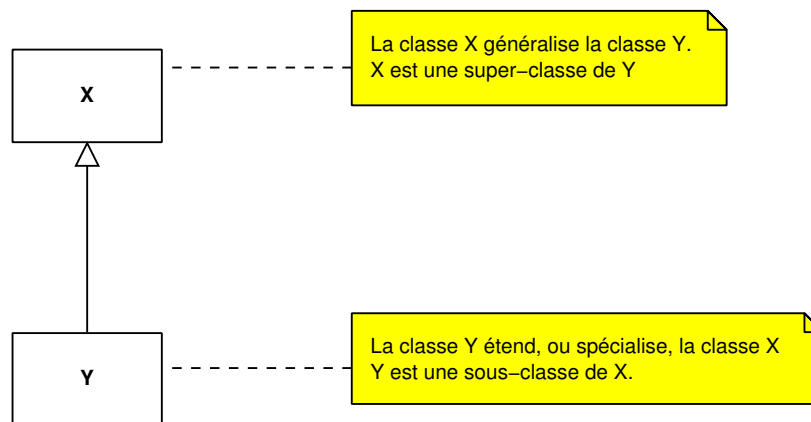 La classe X généralise la classe Y.
X est une super−classe de Y
X
La classe Y étend, ou spécialise, la classe X
Y est une sous−classe de X.
Y